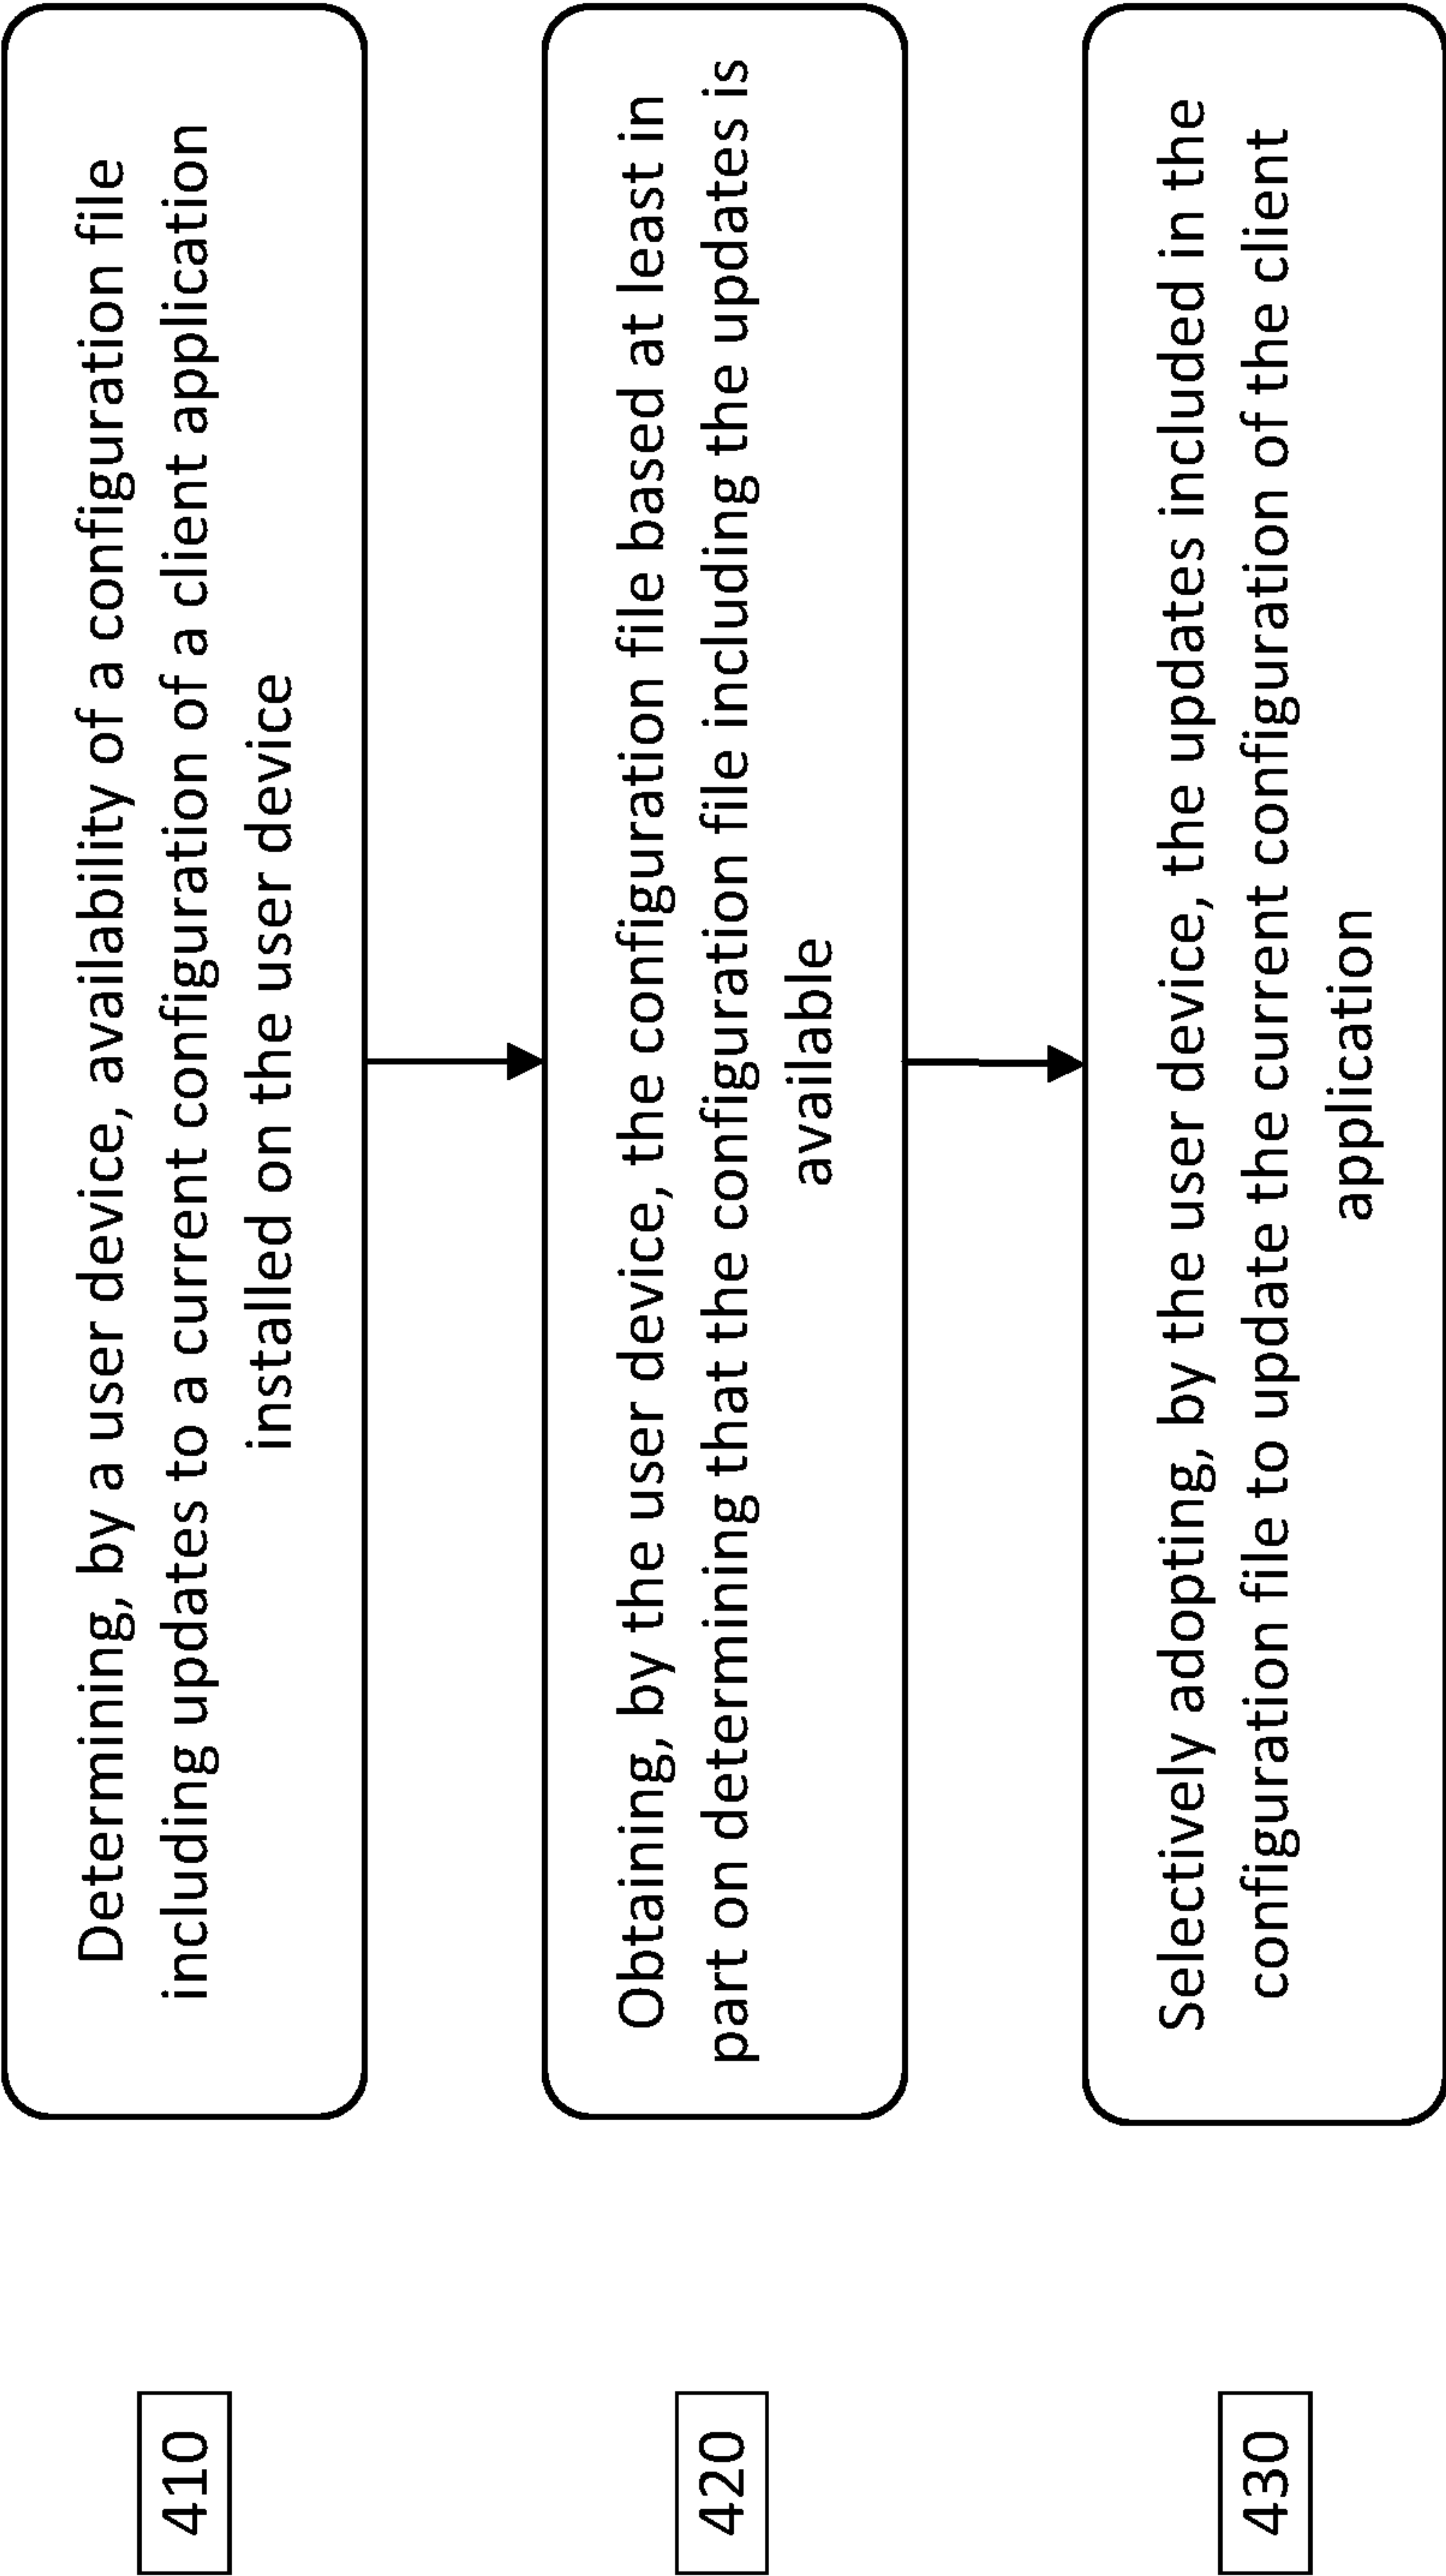 410
Determining, by a user device, availability of a configuration file
including updates to a current configuration of a client application
installed on the user device
420
Obtaining, by the user device, the configuration file based at least in
part on determining that the configuration file including the updates is
available
430
Selectively adopting, by the user device, the updates included in the
configuration file to update the current configuration of the client
application